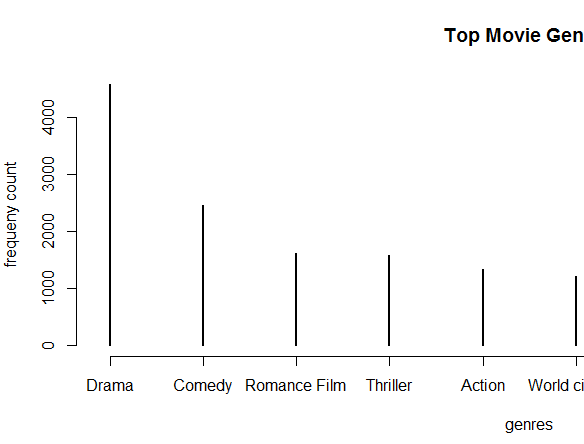 Top Movie Gen
frequeny count
4000
3000
2000
1000
0
Drama Comedy Romance Film Thriller Action World ci
genres